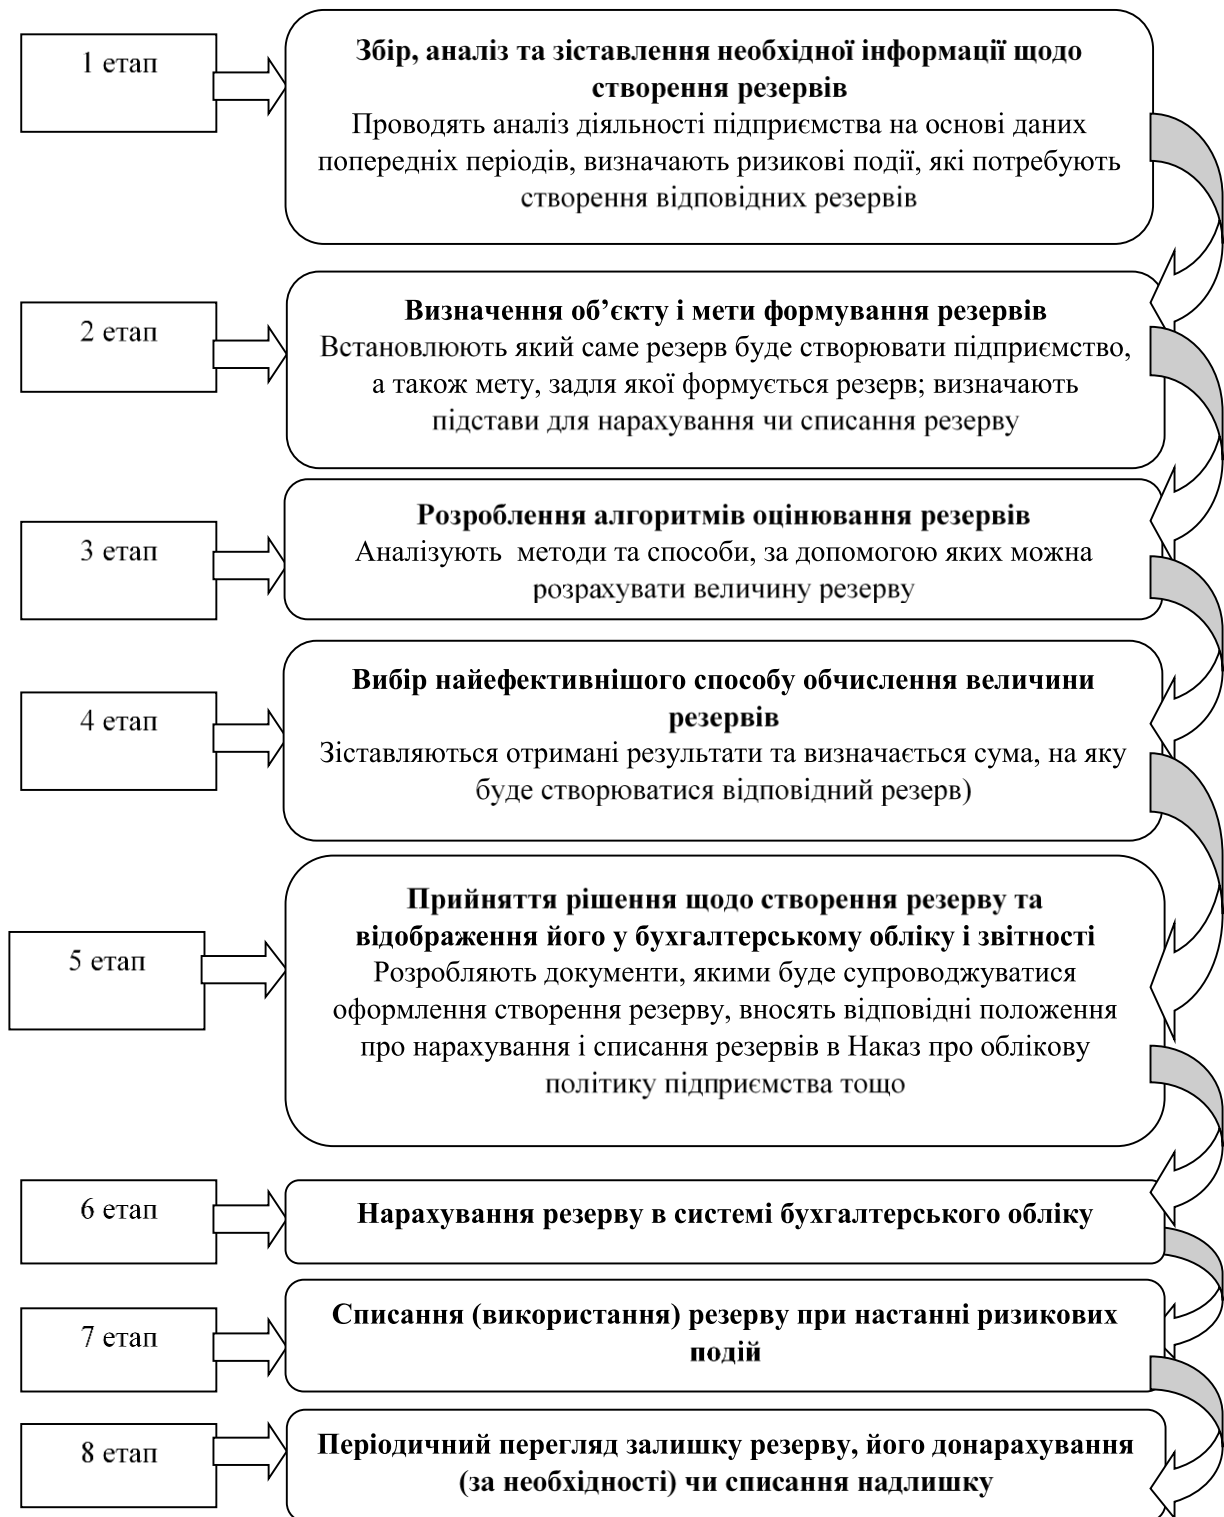 1 етап
Збір, аналіз та зіставлення необхідної інформації щодо
створення резервів
Проводять аналіз діяльності підприємства на основі даних
попередніх періодів, визначають ризикові події, які потребують
створення відповідних резервів
2 етап
Визначення об’єкту і мети формування резервів
Встановлюють який саме резерв буде створювати підприємство,
а також мету, задля якої формується резерв; визначають
підстави для нарахування чи списання резерву
3 етап
Розроблення алгоритмів оцінювання резервів
Аналізують методи та способи, за допомогою яких можна
розрахувати величину резерву
4 етап
Вибір найефективнішого способу обчислення величини
резервів
Зіставляються отримані результати та визначається сума, на яку
буде створюватися відповідний резерв)
5 етап
Прийняття рішення щодо створення резерву та
відображення його у бухгалтерському обліку і звітності
Розробляють документи, якими буде супроводжуватися
оформлення створення резерву, вносять відповідні положення
про нарахування і списання резервів в Наказ про облікову
політику підприємства тощо
6 етап
Нарахування резерву в системі бухгалтерського обліку
7 етап
Списання (використання) резерву при настанні ризикових
подій
8 етап
Періодичний перегляд залишку резерву, його донарахування
(за необхідності) чи списання надлишку